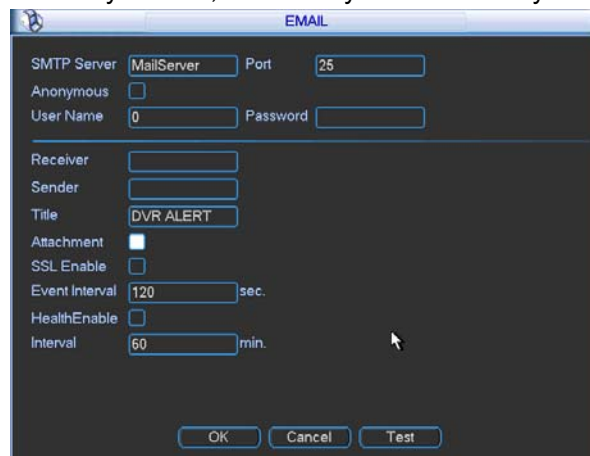 EMAIL
SMTP Server MailServer Port 25
Anonymous
User Name 0 Password
Receiver
Sender
Title DVR ALERT
Attachment
SSL Enable
Event Interval 120 sec.
HealthEnable
Interval 60 min.
OK Cancel Test